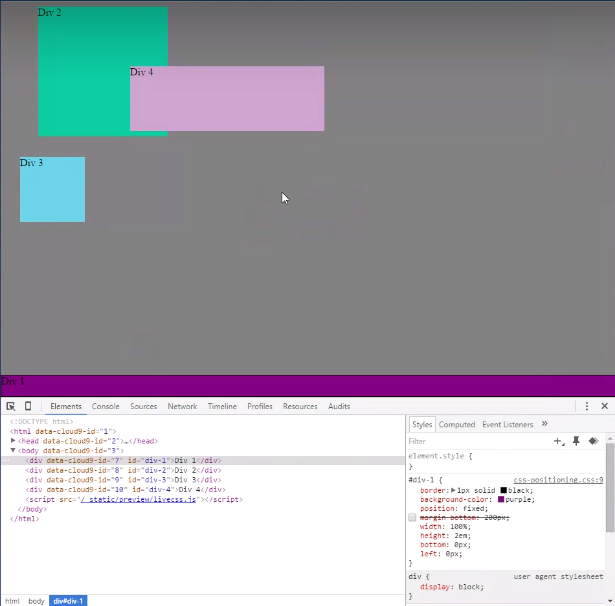 Div 2
Div 4
Div 3
Div 1
Elements Console Sources Network Timeline Profiles Resources Audits
<!DOCTYPE html>
<html data-cloud9-id="1">
<head data-cloud9-id="2">…</head>
<body data-cloud9-id="3">
<div data-cloud9-id="7" id="div-1">Div 1</div>
<div data-cloud9-id="8" id="div-2">Div 2</div>
<div data-cloud9-id="9" id="div-3">Div 3</div>
<div data-cloud9-id="10" id="div-4">Div 4</div>
<script src="/_static/preview/livecss.js"></script>
</body>
</html>
html body div#div-1
Styles Computed Event Listeners »
Filter
element.style {
}
#div-1 { css-positioning.css:9
border: 1px solid black;
background-color: purple;
position: fixed;
margin-bottom: 200px;
width: 100%;
height: 2em;
bottom: 0px;
left: 0px;
}
div { user agent stylesheet
display: block;
}